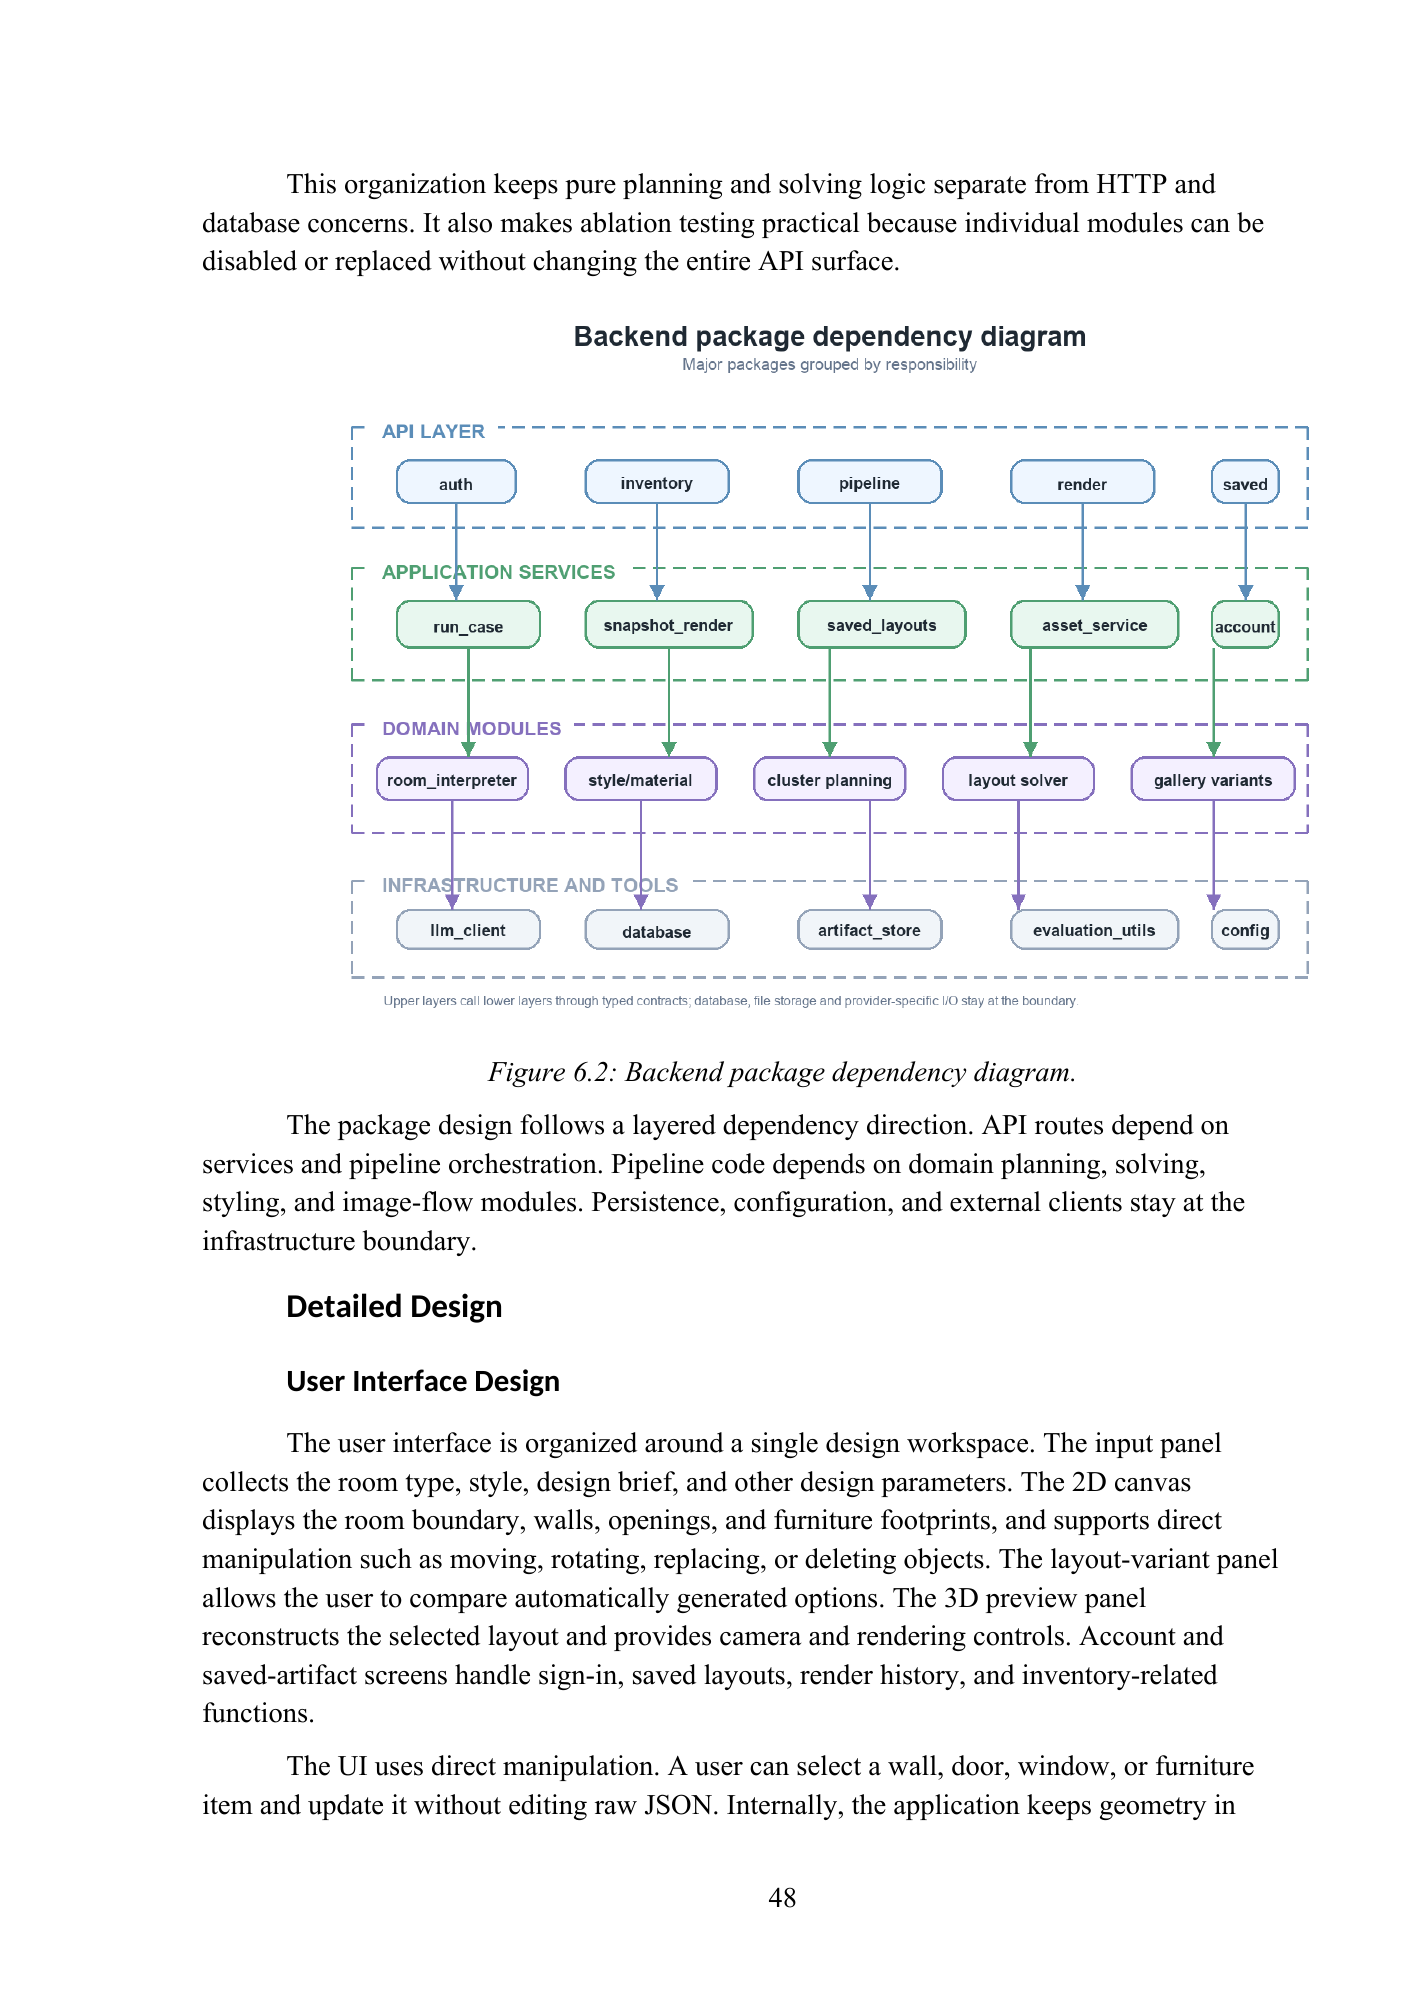 This organization keeps pure planning and solving logic separate from HTTP and
database concerns. It also makes ablation testing practical because individual modules can be
disabled or replaced without changing the entire API surface.
Backend package dependency diagram
Major packages grouped by responsibility
API LAYER
auth inventory pipeline render saved
APPLICATION SERVICES
run_case snapshot_render saved_layouts asset_service account
DOMAIN MODULES
room_interpreter style/material cluster planning layout solver gallery variants
INFRASTRUCTURE AND TOOLS
llm_client database artifact_store evaluation_utils config
Upper layers call lower layers through typed contracts; database, file storage and provider-specific I/O stay at the boundary.
Figure 6.2: Backend package dependency diagram.
The package design follows a layered dependency direction. API routes depend on
services and pipeline orchestration. Pipeline code depends on domain planning, solving,
styling, and image-flow modules. Persistence, configuration, and external clients stay at the
infrastructure boundary.
Detailed Design
User Interface Design
The user interface is organized around a single design workspace. The input panel
collects the room type, style, design brief, and other design parameters. The 2D canvas
displays the room boundary, walls, openings, and furniture footprints, and supports direct
manipulation such as moving, rotating, replacing, or deleting objects. The layout-variant panel
allows the user to compare automatically generated options. The 3D preview panel
reconstructs the selected layout and provides camera and rendering controls. Account and
saved-artifact screens handle sign-in, saved layouts, render history, and inventory-related
functions.
The UI uses direct manipulation. A user can select a wall, door, window, or furniture
item and update it without editing raw JSON. Internally, the application keeps geometry in
48